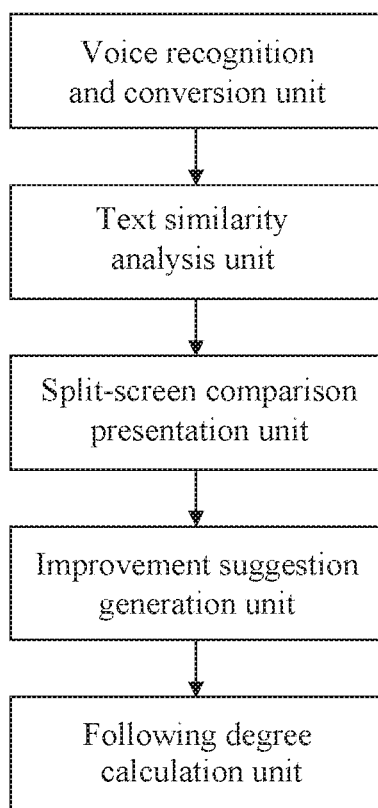 Voice recognition
and conversion unit
Text similarity
analysis unit
Split-screen comparison
presentation unit
Improvement suggestion
generation unit
Following degree
calculation unit